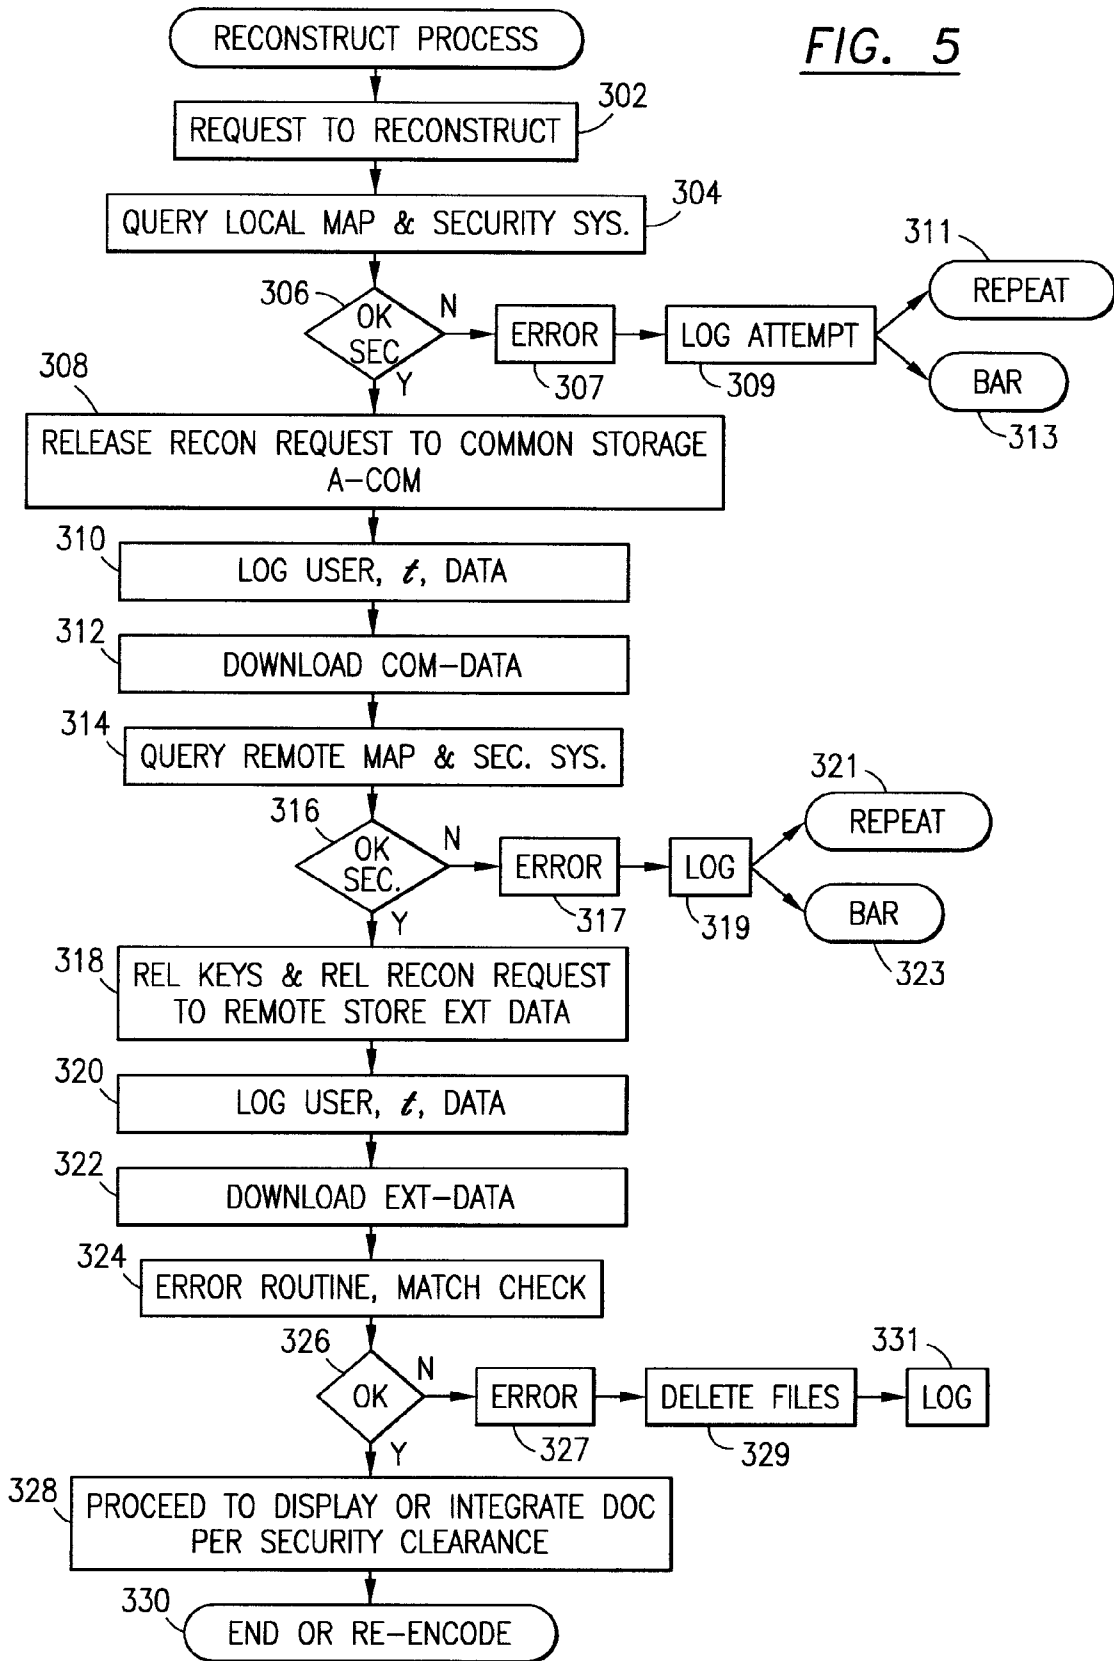 RECONSTRUCT PROCESS
FIG. 5
302
REQUEST TO RECONSTRUCT
304
QUERY LOCAL MAP & SECURITY SYS.
306
OK
SEC
N
Y
ERROR
307
LOG ATTEMPT
309
311
REPEAT
BAR
313
308
RELEASE RECON REQUEST TO COMMON STORAGE
A-COM
310
LOG USER, t, DATA
312
DOWNLOAD COM-DATA
314
QUERY REMOTE MAP & SEC. SYS.
316
OK
SEC.
N
Y
ERROR
317
LOG
319
321
REPEAT
BAR
323
318
REL KEYS & REL RECON REQUEST
TO REMOTE STORE EXT DATA
320
LOG USER, t, DATA
322
DOWNLOAD EXT-DATA
324
ERROR ROUTINE, MATCH CHECK
326
OK
N
Y
ERROR
327
DELETE FILES
329
331
LOG
328
PROCEED TO DISPLAY OR INTEGRATE DOC
PER SECURITY CLEARANCE
330
END OR RE-ENCODE